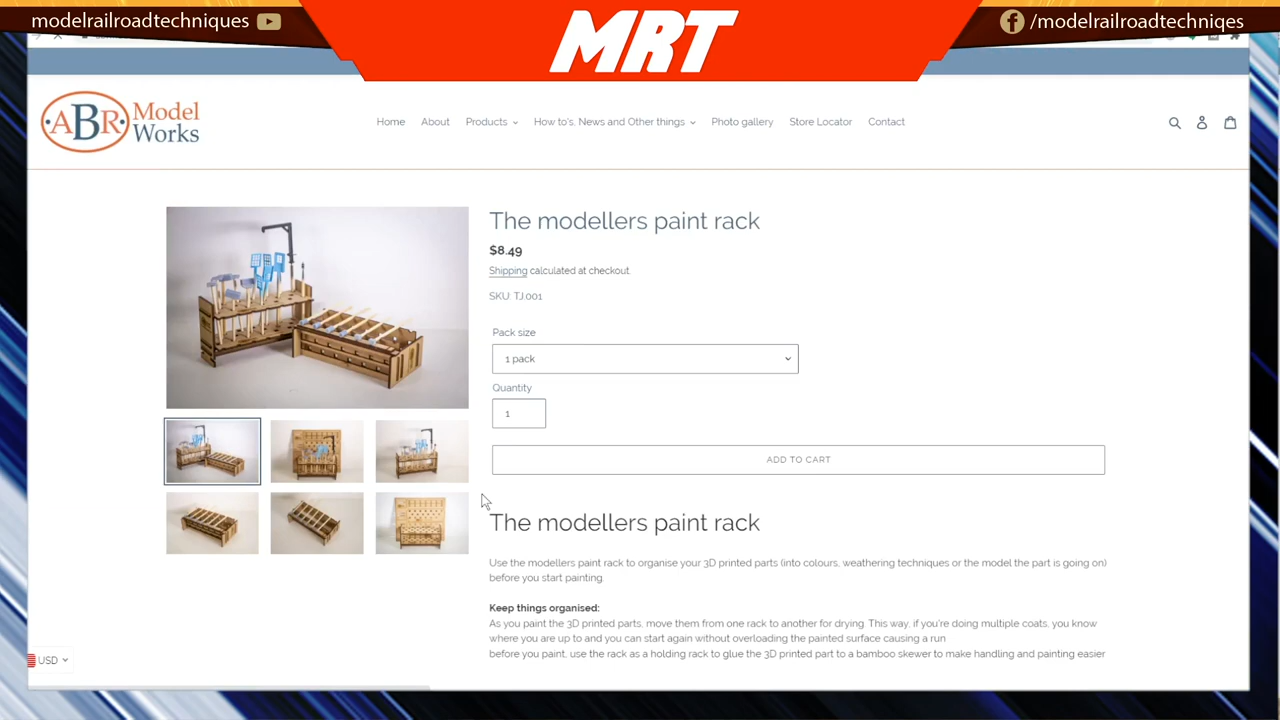 modelrailroadtechniques
MRT
/modelrailroadtechniqes
ABR Model Works
Home About Products How to's, News and Other things Photo gallery Store Locator Contact
The modellers paint rack
$8.49
Shipping calculated at checkout.
SKU: TJ.001
Pack size
1 pack
Quantity
1
ADD TO CART
The modellers paint rack
Use the modellers paint rack to organise your 3D printed parts (into colours, weathering techniques or the model the part is going on)
before you start painting.
Keep things organised:
As you paint the 3D printed parts, move them from one rack to another for drying. This way, if you're doing multiple coats, you know
where you are up to and you can start again without overloading the painted surface causing a run
before you paint, use the rack as a holding rack to glue the 3D printed part to a bamboo skewer to make handling and painting easier
USD